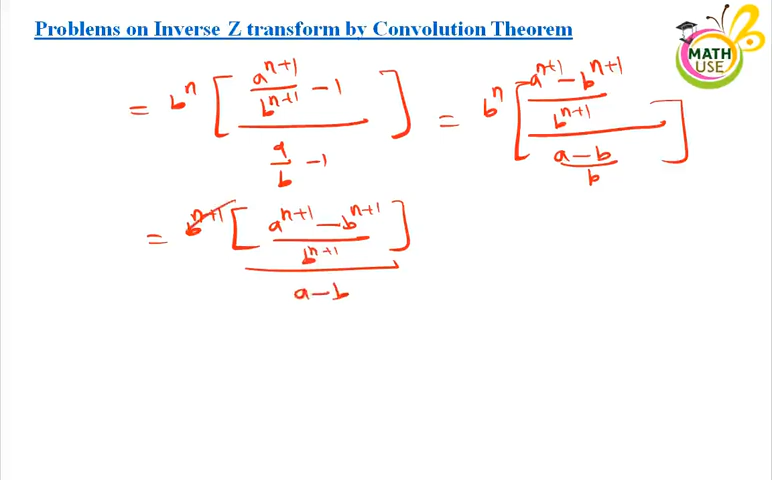 Problems on Inverse Z transform by Convolution Theorem
MATH
USE
= b^n [ (a^{n+1}/b^{n+1} - 1) / (a/b - 1) ] = b^n [ ((a^{n+1} - b^{n+1})/b^{n+1}) / ((a - b)/b) ]
= b^{n+1} [ (a^{n+1} - b^{n+1})/b^{n+1} ] / (a - b)